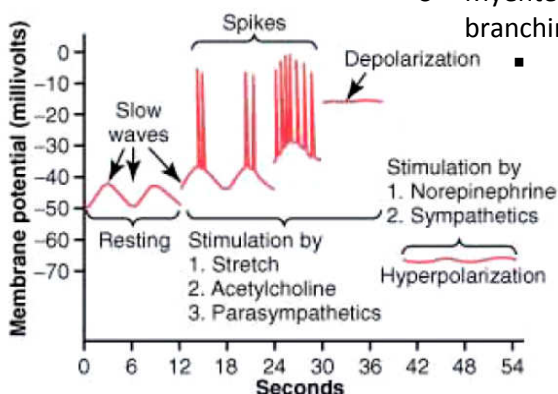 o Myente
branchin
▪
Spikes
Membrane potential (millivolts)
0
−10
−20
−30
−40
−50
−60
−70
Depolarization
Slow
waves
Resting
Stimulation by
1. Stretch
2. Acetylcholine
3. Parasympathetics
Stimulation by
1. Norepinephrine
2. Sympathetics
Hyperpolarization
0 6 12 18 24 30 36 42 48 54
Seconds